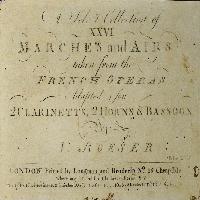 A Select Collection of
XXVI
MARCHES and AIRS
taken from the
FRENCH OPERAS
Adapted for
2 CLARINETTS, 2 HORNS & BASSOON
V. ROESER
LONDON Printed by Longman and Broderip No. 26 Cheapside